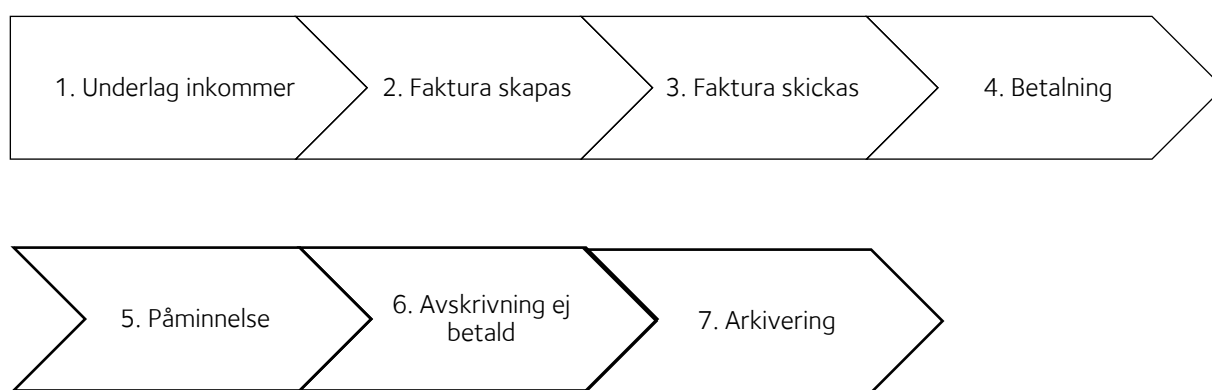 1. Underlag inkommer
2. Faktura skapas
3. Faktura skickas
4. Betalning
5. Påminnelse
6. Avskrivning ej
betald
7. Arkivering